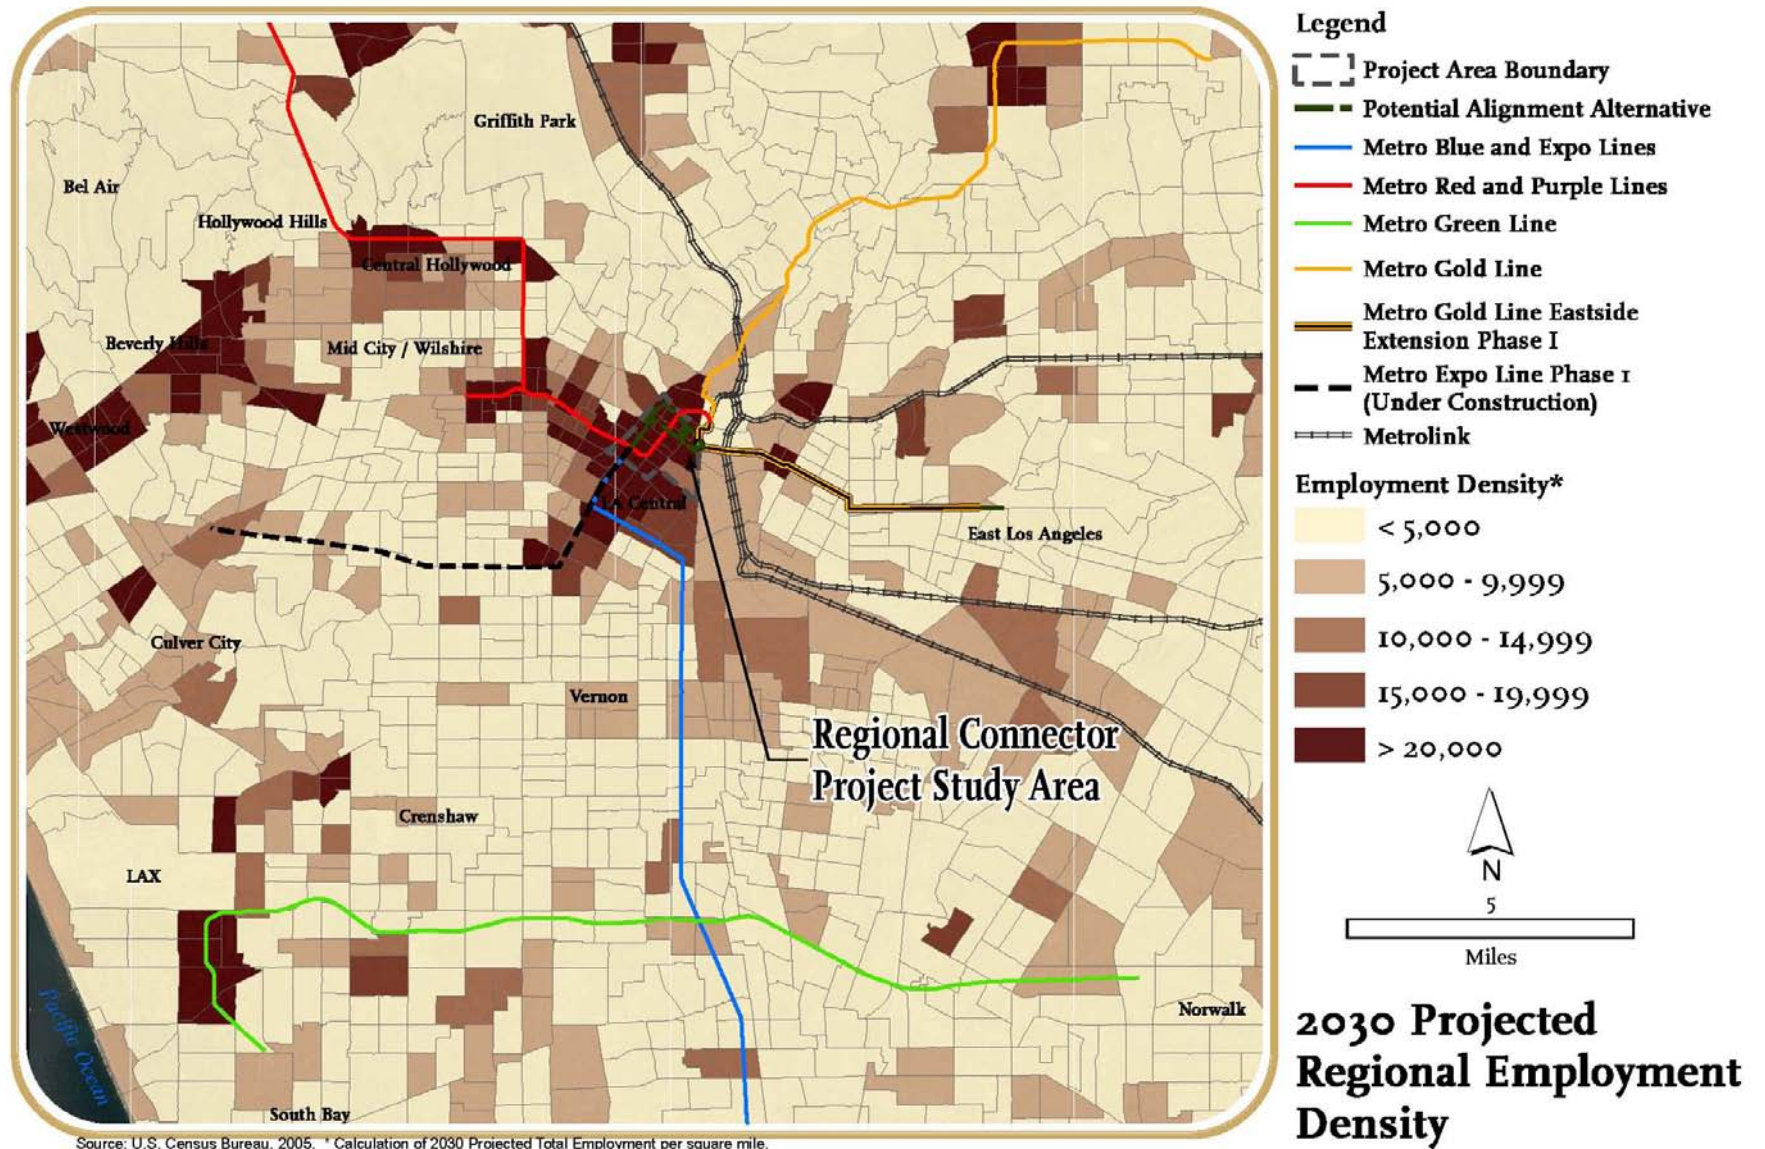 Griffith Park
Bel Air
Hollywood Hills
Central Hollywood
Beverly Hills
Mid City / Wilshire
Westwood
LA Central
East Los Angeles
Culver City
Vernon
Regional Connector
Project Study Area
Crenshaw
LAX
Pacific Ocean
Norwalk
South Bay
Source: U.S. Census Bureau, 2005. * Calculation of 2030 Projected Total Employment per square mile.
Legend
Project Area Boundary
Potential Alignment Alternative
Metro Blue and Expo Lines
Metro Red and Purple Lines
Metro Green Line
Metro Gold Line
Metro Gold Line Eastside
Extension Phase I
Metro Expo Line Phase 1
(Under Construction)
Metrolink
Employment Density*
< 5,000
5,000 - 9,999
10,000 - 14,999
15,000 - 19,999
> 20,000
N
5
Miles
2030 Projected
Regional Employment
Density